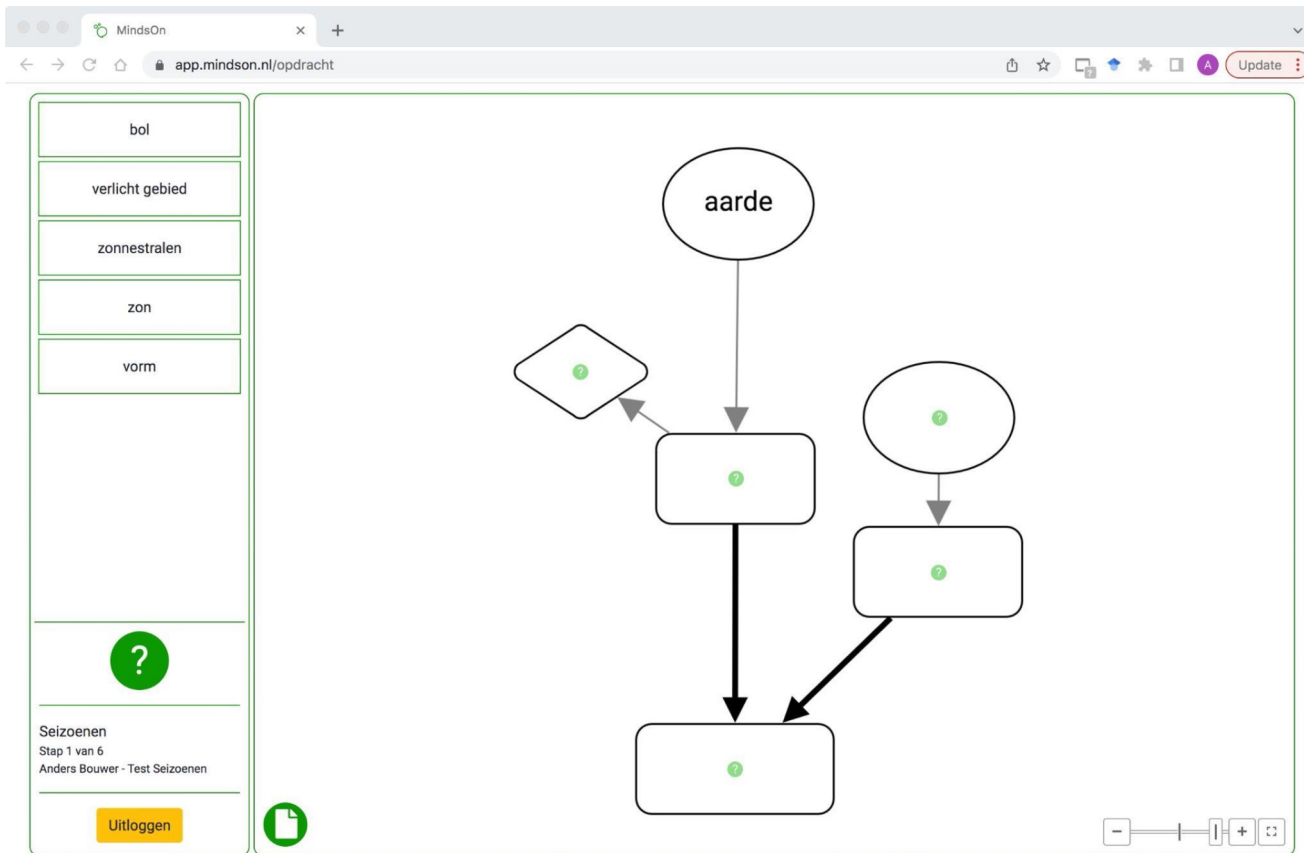 MindsOn
app.mindson.nl/opdracht
A
Update
bol
verlicht gebied
zonnestralen
zon
vorm
?
Seizoenen
Stap 1 van 6
Anders Bouwer - Test Seizoenen
Uitloggen
aarde
?
?
?
?
?